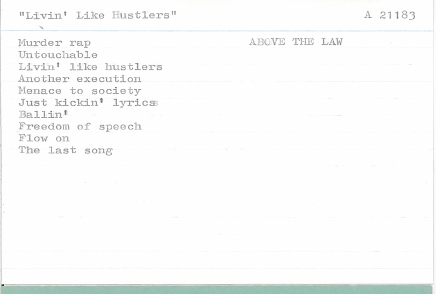 "Livin' Like Hustlers" A 21183
Murder rap ABOVE THE LAW
Untouchable
Livin' like hustlers
Another execution
Menace to society
Just kickin' lyrics
Ballin'
Freedom of speech
Flow on
The last song